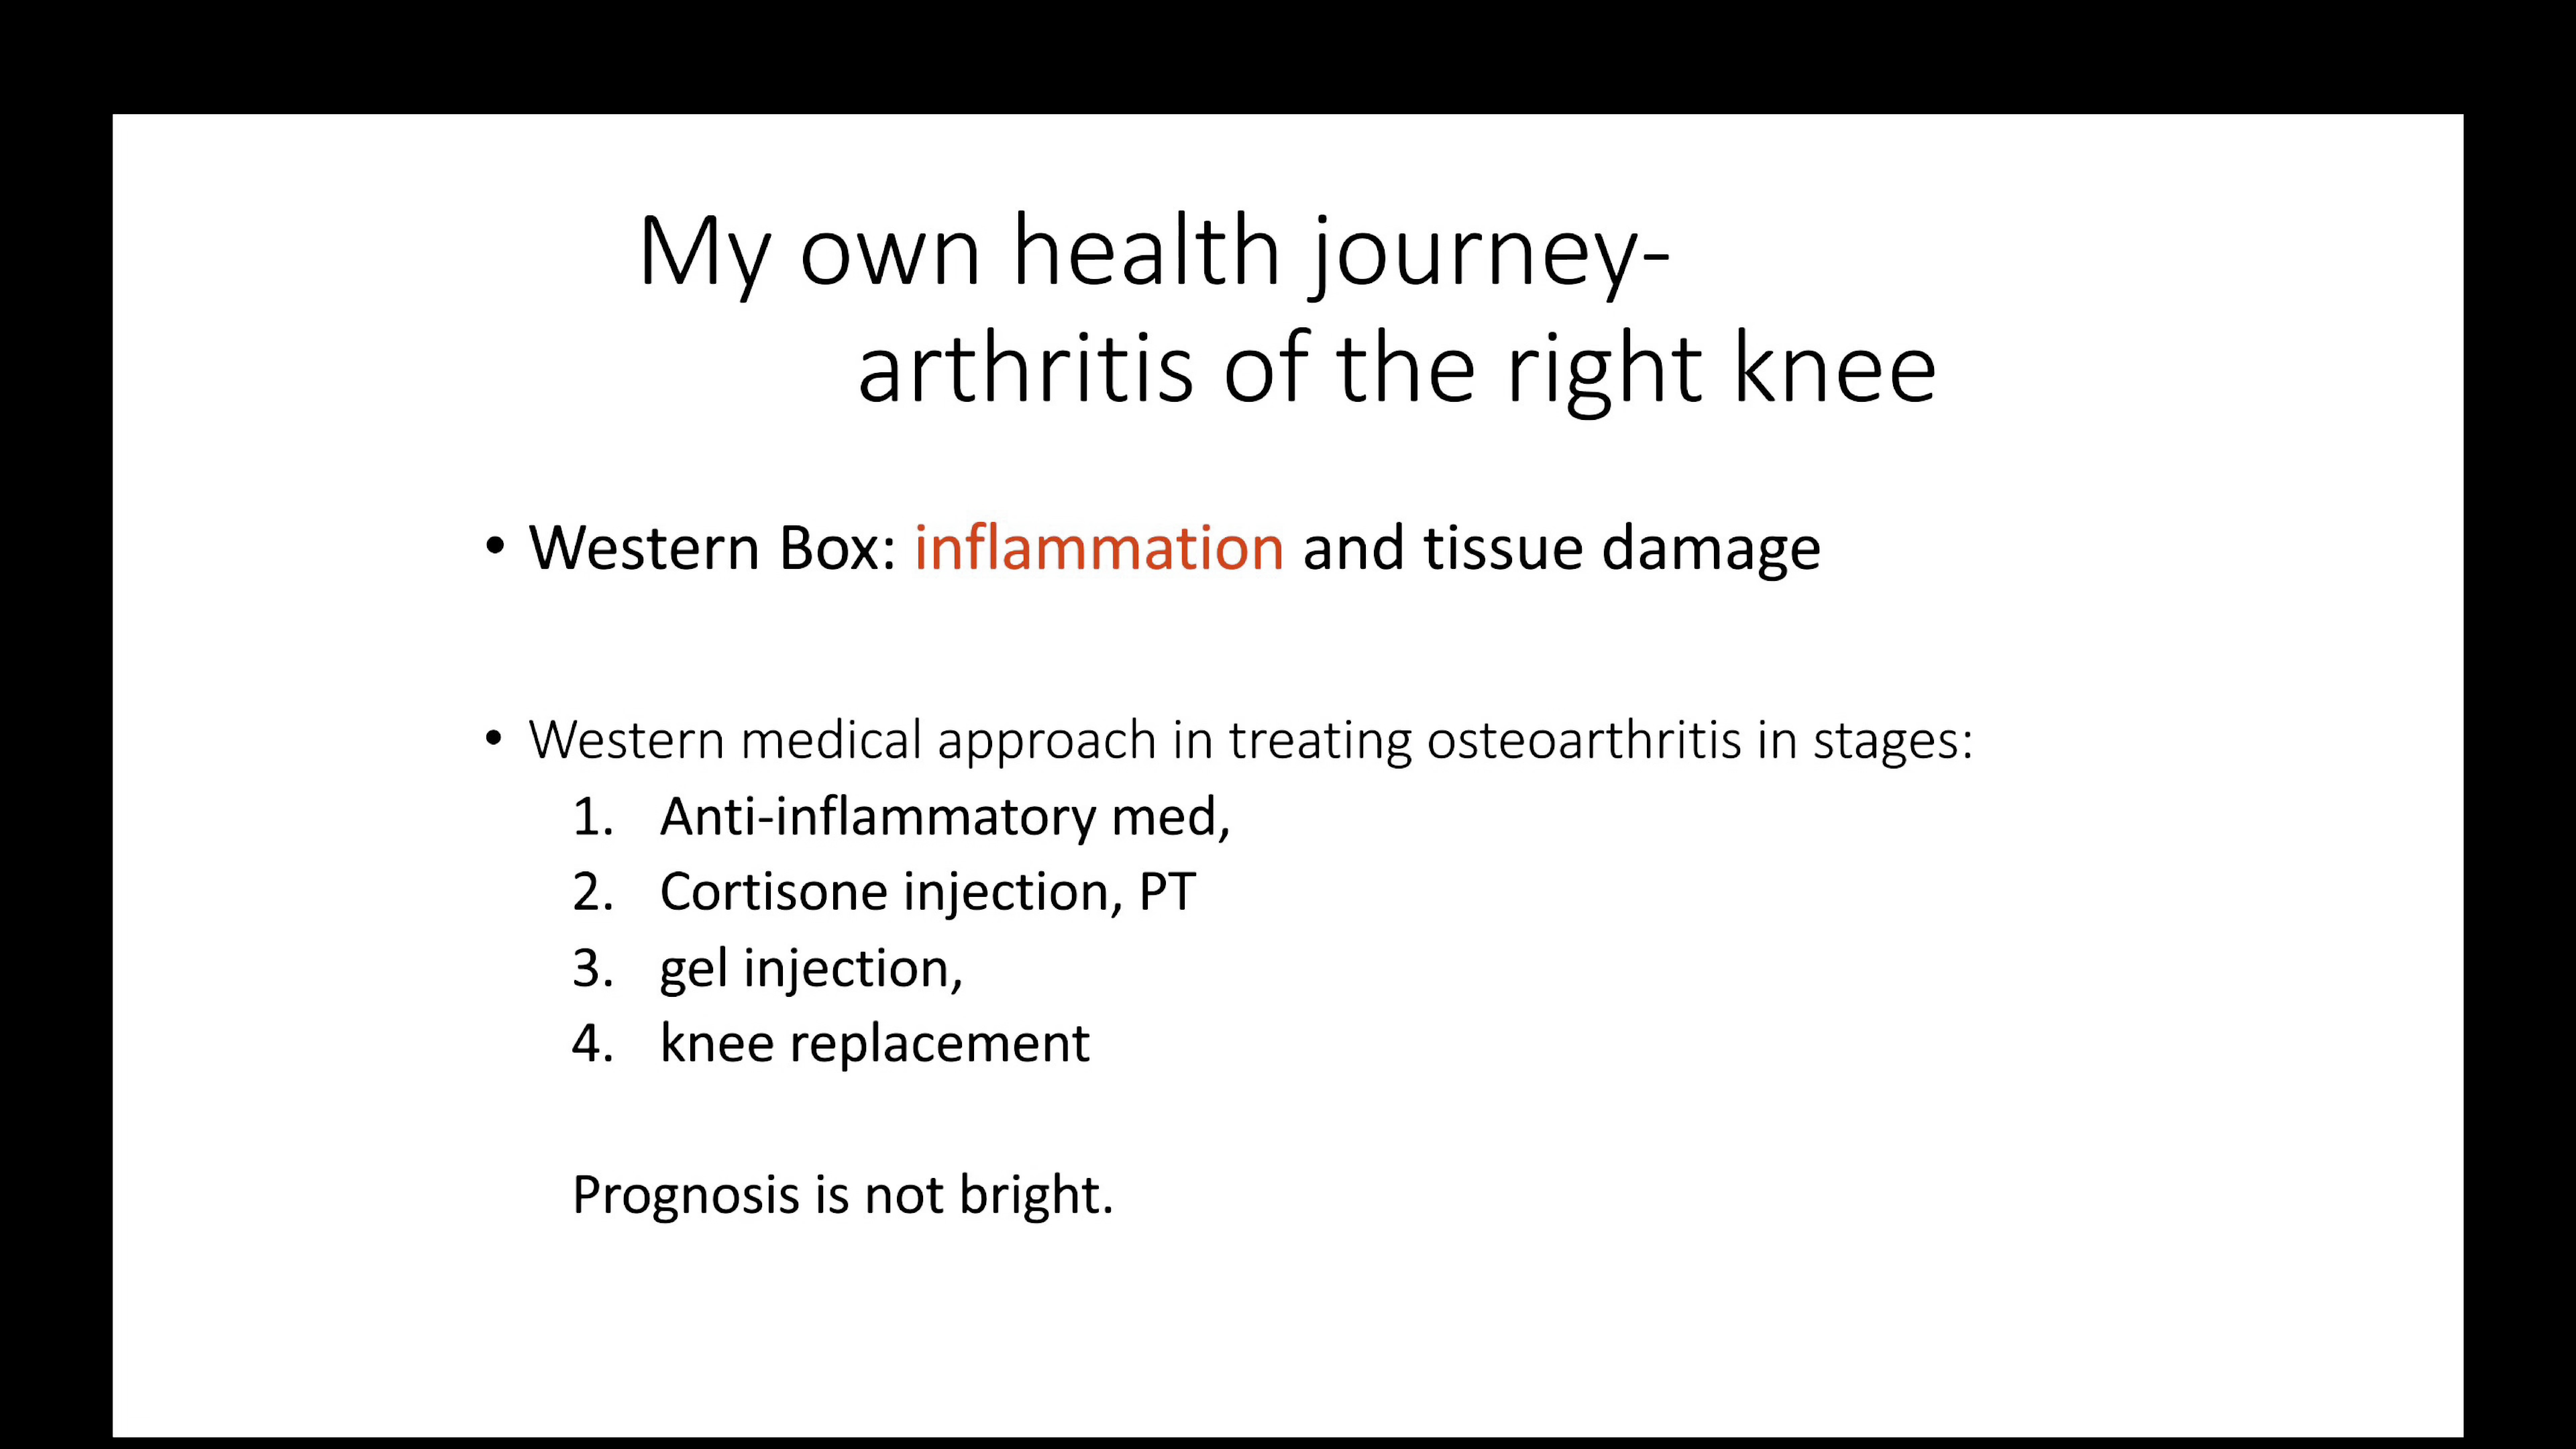 My own health journey-
arthritis of the right knee
• Western Box: inflammation and tissue damage
• Western medical approach in treating osteoarthritis in stages:
1. Anti-inflammatory med,
2. Cortisone injection, PT
3. gel injection,
4. knee replacement
Prognosis is not bright.